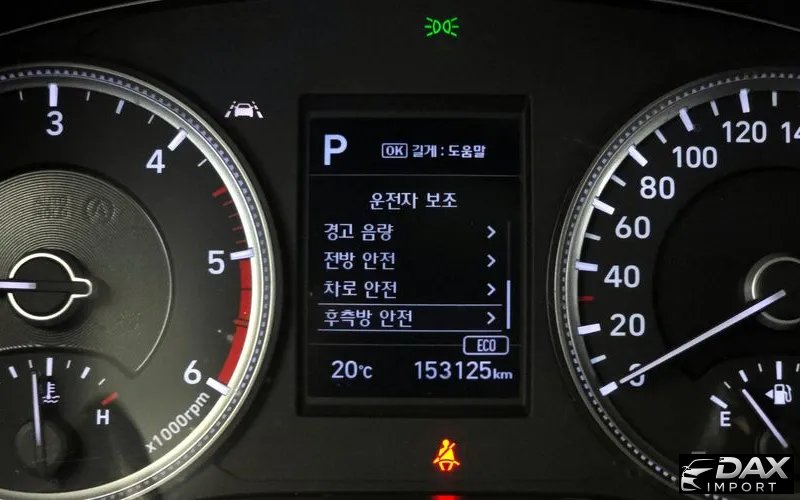 3
4
5
6
x1000rpm
H
P
OK 길게 : 도움말
운전자 보조
경고 음량
전방 안전
차로 안전
후측방 안전
ECO
20℃
153125km
0
20
40
60
80
100
120
E
DAX
IMPORT